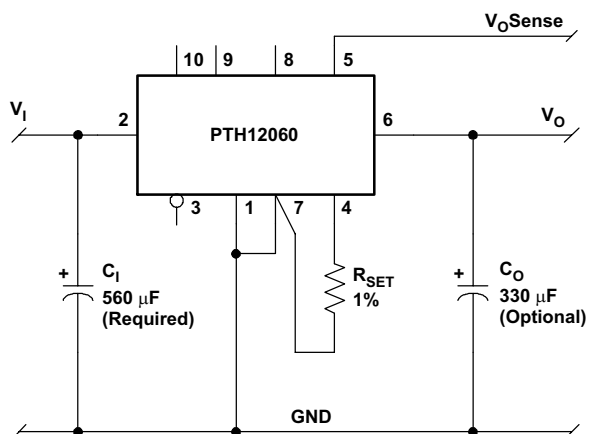 VOSense
10
9
8
5
VI
2
PTH12060
6
VO
3
1
7
4
+
CI
560 μF
(Required)
RSET
1%
+
CO
330 μF
(Optional)
GND